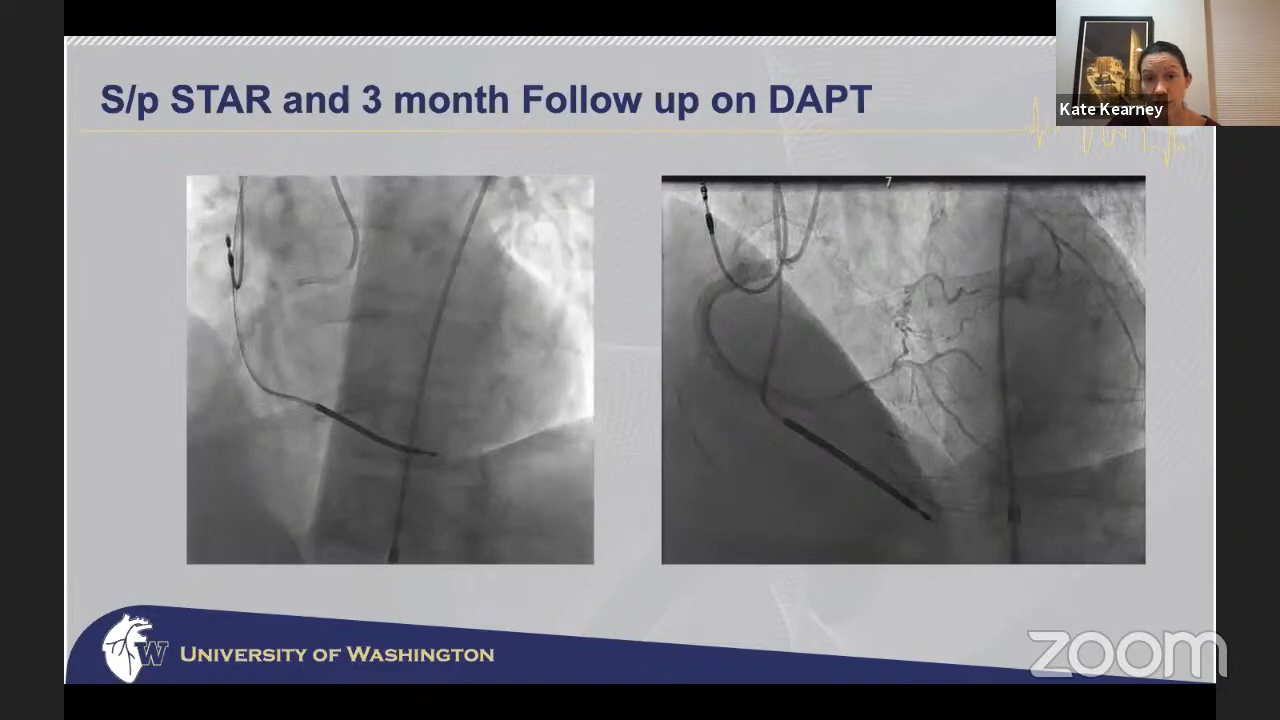 S/p STAR and 3 month Follow up on DAPT
Kate Kearney
7
W
UNIVERSITY OF WASHINGTON
zoom